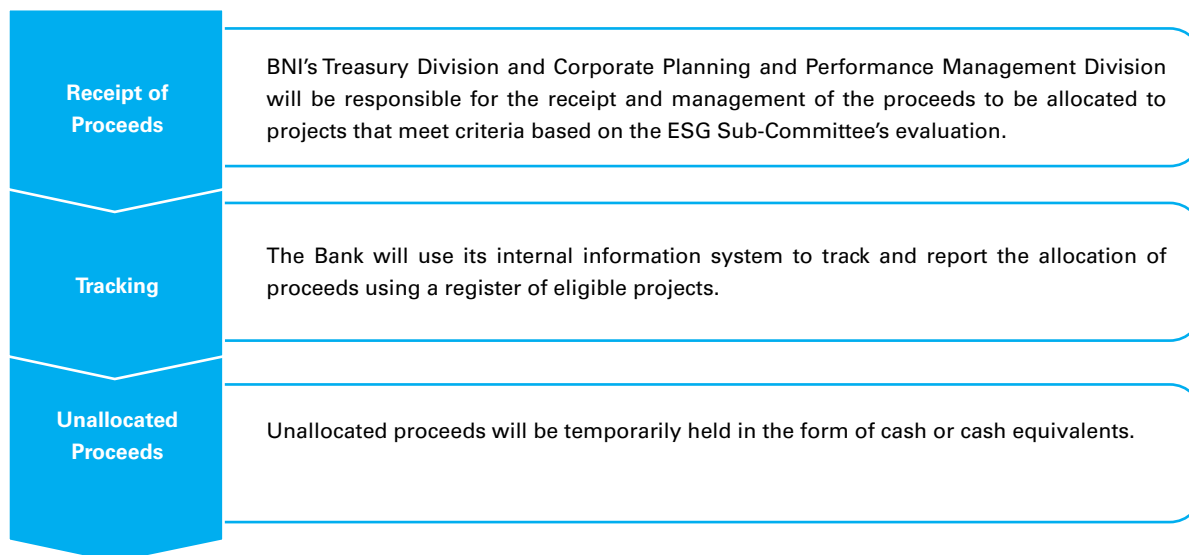 Receipt of
Proceeds
BNI's Treasury Division and Corporate Planning and Performance Management Division
will be responsible for the receipt and management of the proceeds to be allocated to
projects that meet criteria based on the ESG Sub-Committee's evaluation.
Tracking
The Bank will use its internal information system to track and report the allocation of
proceeds using a register of eligible projects.
Unallocated
Proceeds
Unallocated proceeds will be temporarily held in the form of cash or cash equivalents.